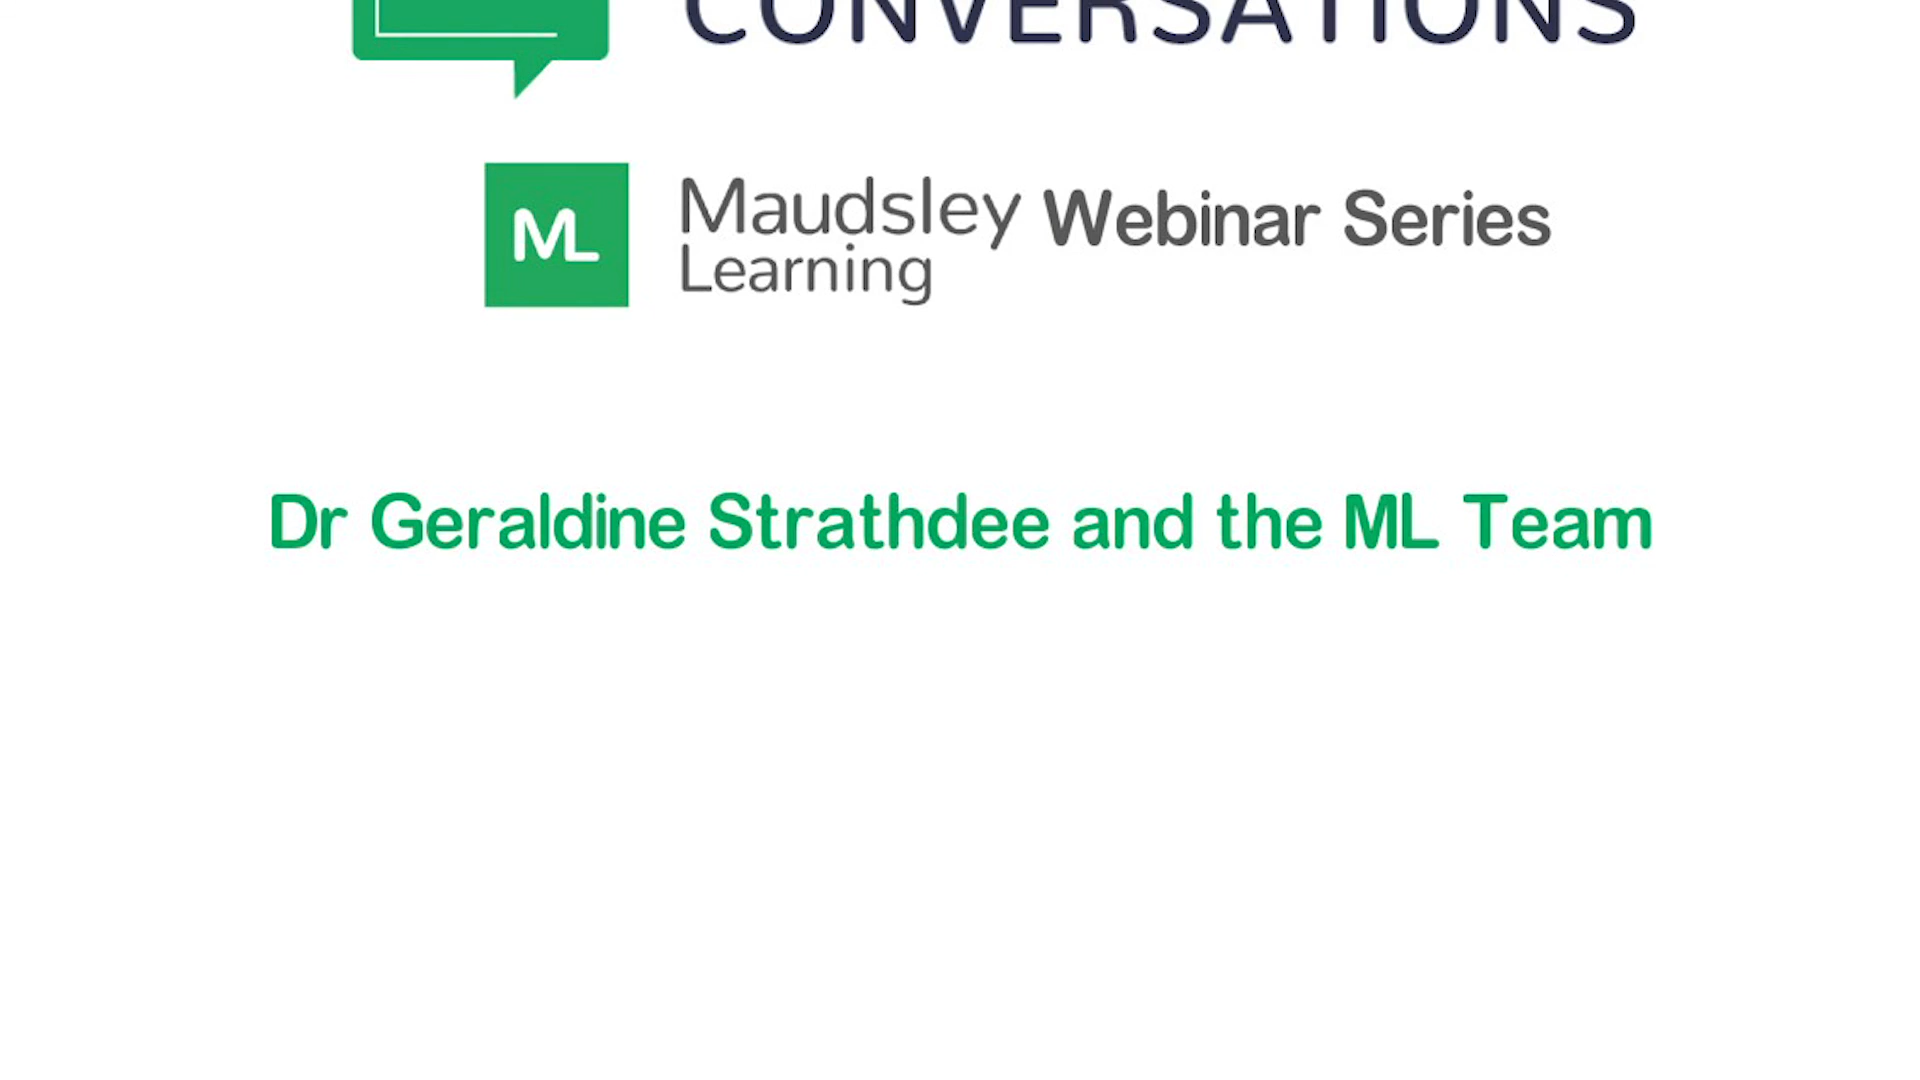 CONVERSATIONS
ML
Maudsley Webinar Series
Learning
Dr Geraldine Strathdee and the ML Team